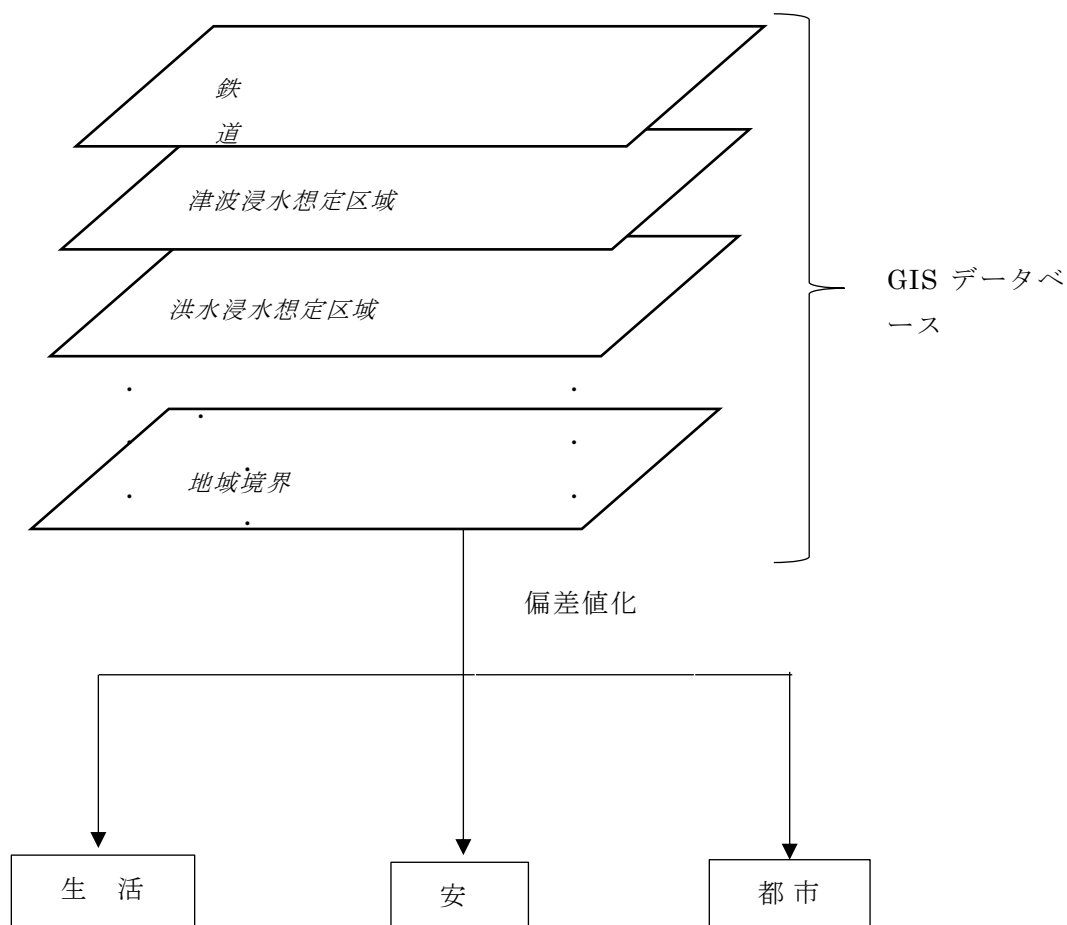 鉄
道
津波浸水想定区域
洪水浸水想定区域
GIS データベ
ース
地域境界
偏差値化
生 活
安
都 市